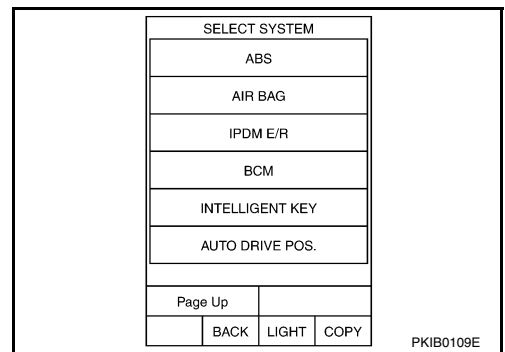 SELECT SYSTEM
ABS
AIR BAG
IPDM E/R
BCM
INTELLIGENT KEY
AUTO DRIVE POS.
Page Up
BACK LIGHT COPY
PKIB0109E